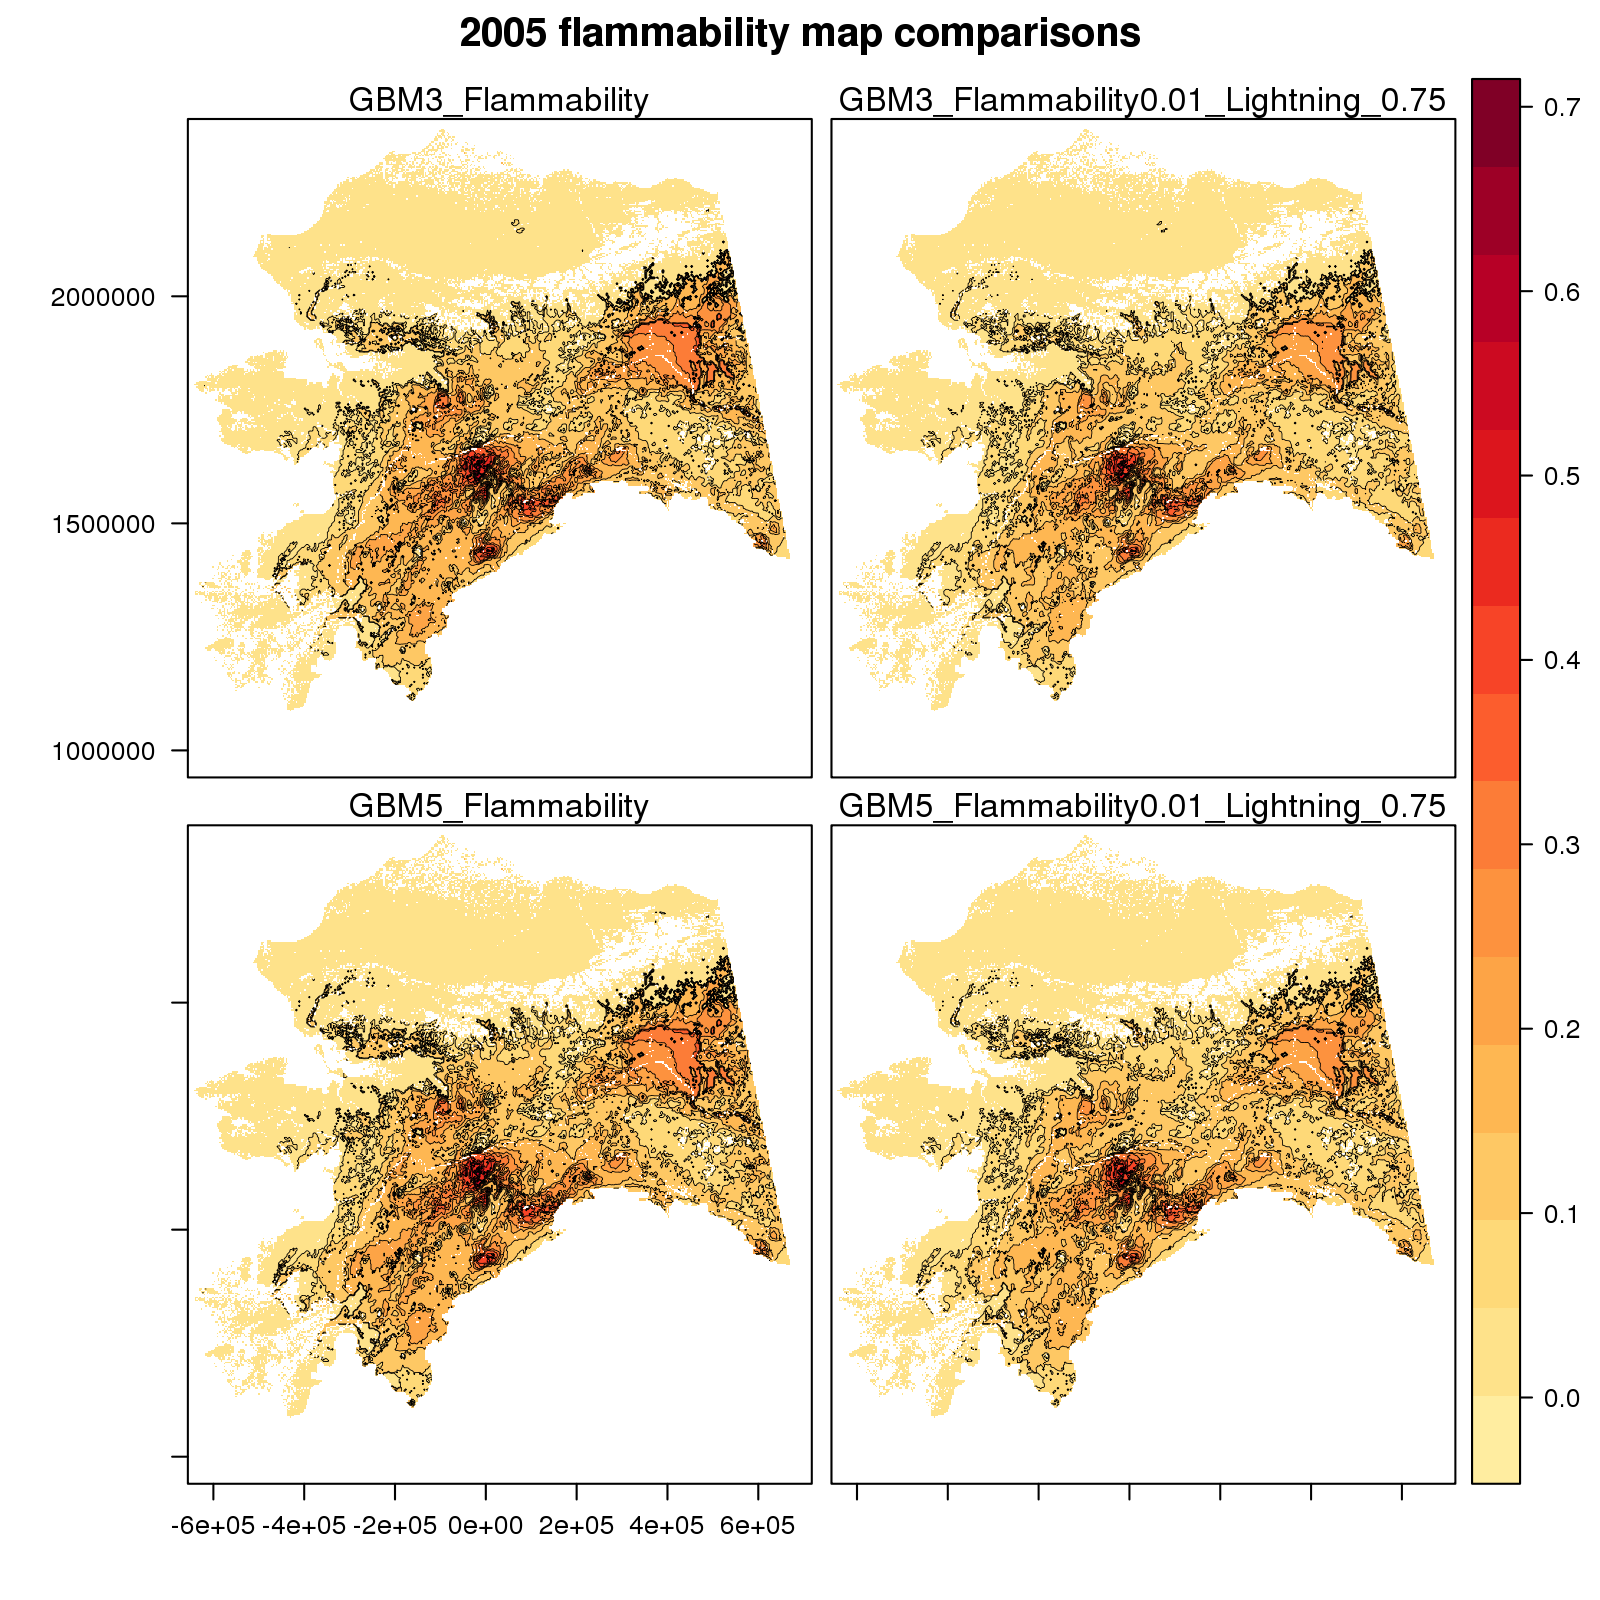 2005 flammability map comparisons
GBM3_Flammability
GBM3_Flammability0.01_Lightning_0.75
0.7
0.6
0.5
0.4
0.3
0.2
0.1
0.0
2000000
1500000
1000000
GBM5_Flammability
GBM5_Flammability0.01_Lightning_0.75
-6e+05 -4e+05 -2e+05 0e+00 2e+05 4e+05 6e+05